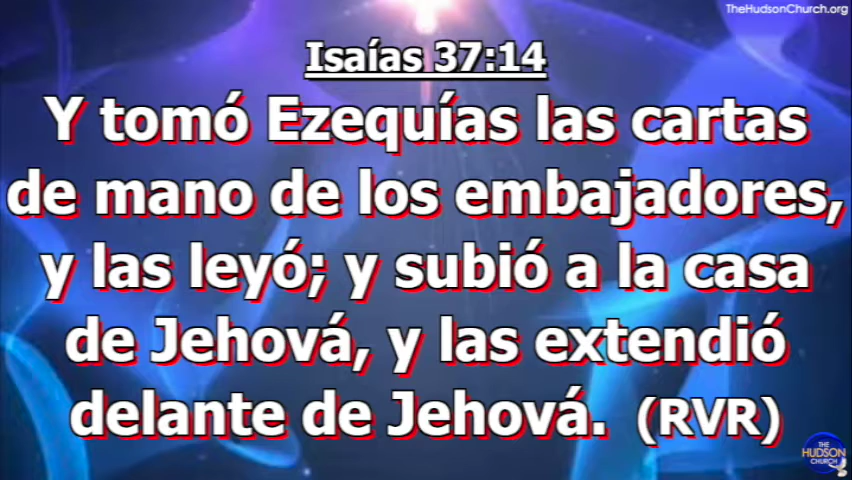 TheHudsonChurch.org
Isaías 37:14
Y tomó Ezequías las cartas
de mano de los embajadores,
y las leyó; y subió a la casa
de Jehová, y las extendió
delante de Jehová. (RVR)
THE
HUDSON
CHURCH